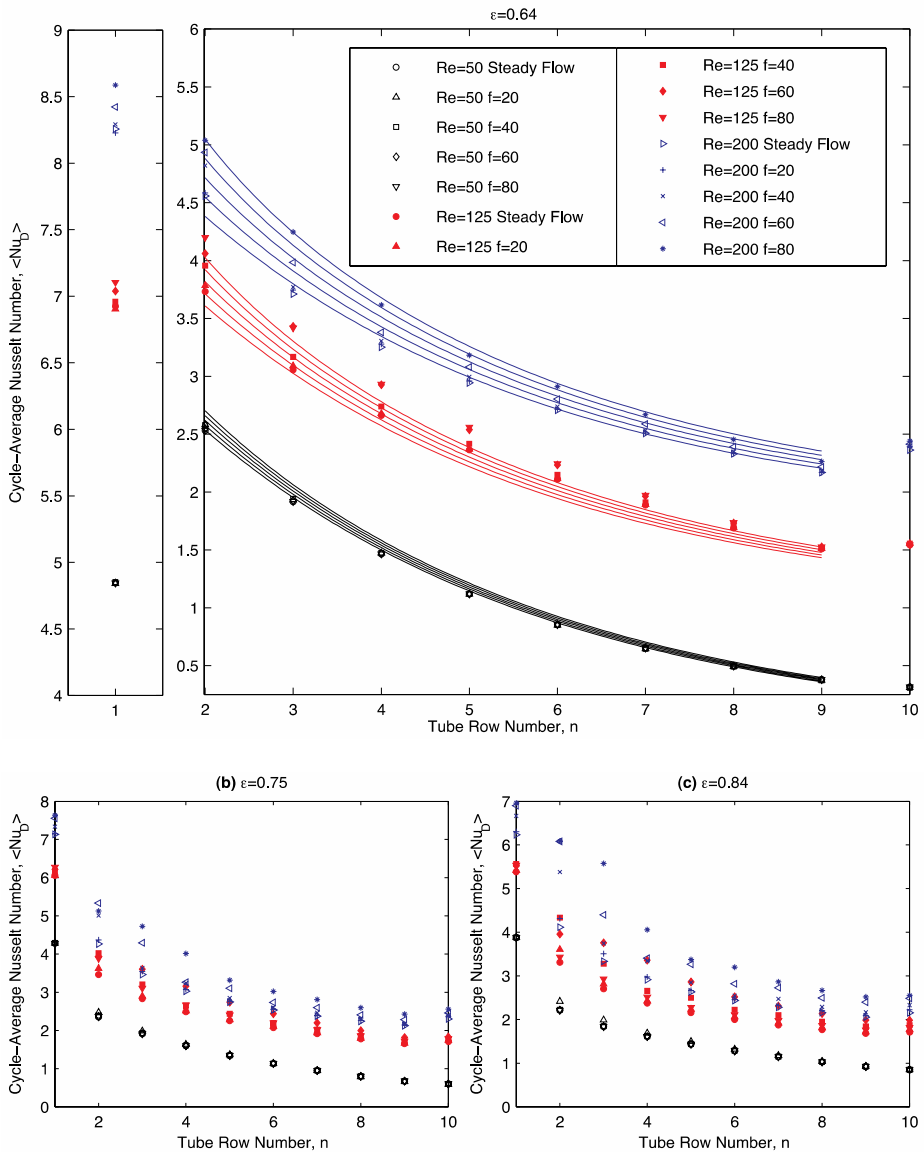 ε=0.64
Cycle−Average Nusselt Number, <Nu_D>
9
8.5
8
7.5
7
6.5
6
5.5
5
4.5
4
1
6
5.5
5
4.5
4
3.5
3
2.5
2
1.5
1
0.5
2 3 4 5 6 7 8 9 10
Tube Row Number, n
Re=50 Steady Flow
Re=50 f=20
Re=50 f=40
Re=50 f=60
Re=50 f=80
Re=125 Steady Flow
Re=125 f=20
Re=125 f=40
Re=125 f=60
Re=125 f=80
Re=200 Steady Flow
Re=200 f=20
Re=200 f=40
Re=200 f=60
Re=200 f=80
(b) ε=0.75
Cycle−Average Nusselt Number, <Nu_D>
8
7
6
5
4
3
2
1
0
2 4 6 8 10
Tube Row Number, n
(c) ε=0.84
Cycle−Average Nusselt Number, <Nu_D>
7
6
5
4
3
2
1
0
2 4 6 8 10
Tube Row Number, n